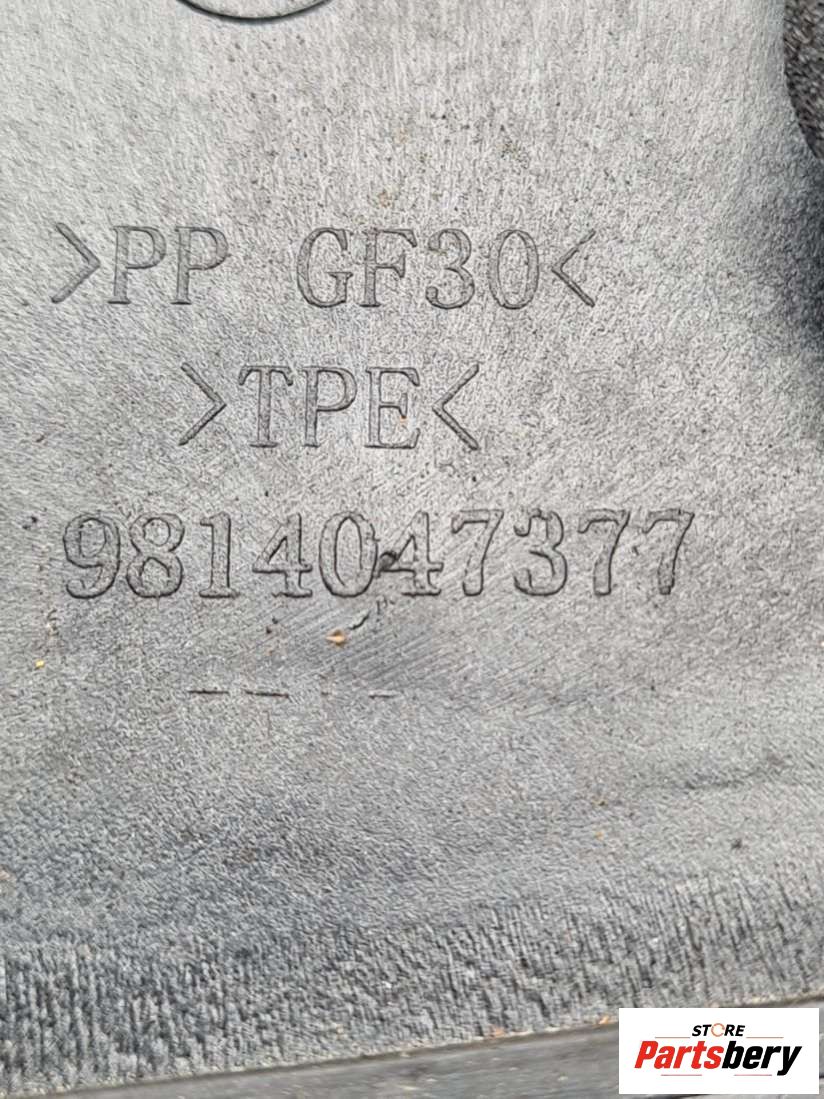 >PP GF30<
>TPE<
9814047377
STORE
Partsbery